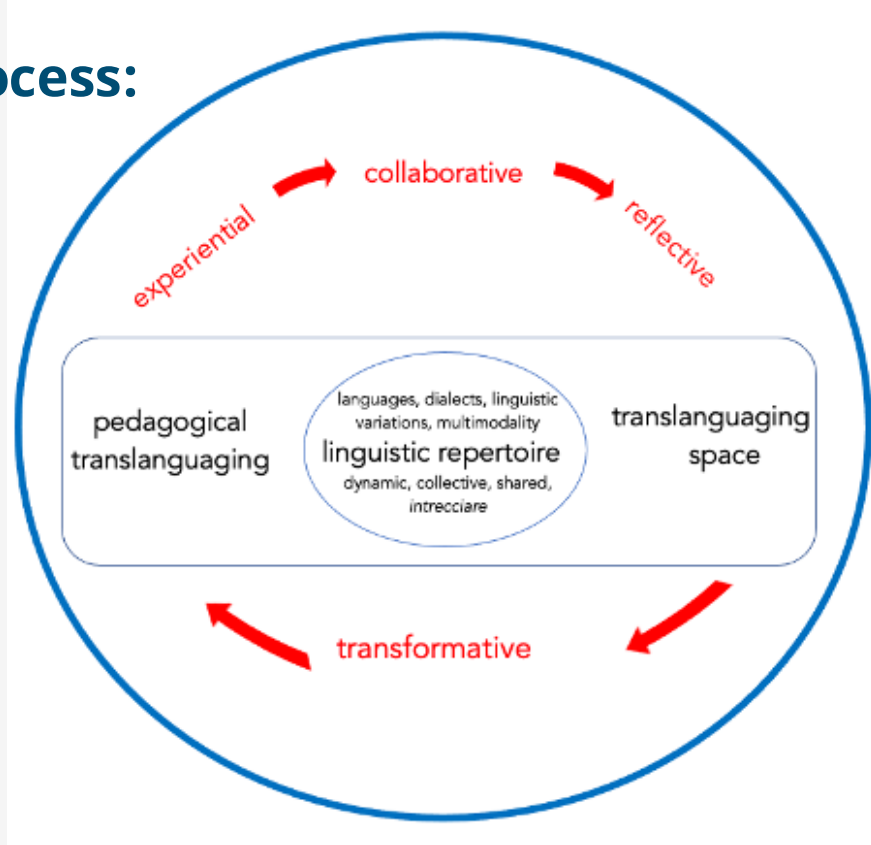 ocess:
collaborative
experiential
reflective
languages, dialects, linguistic
variations, multimodality
linguistic repertoire
dynamic, collective, shared,
intrecciare
pedagogical
translanguaging
translanguaging
space
transformative